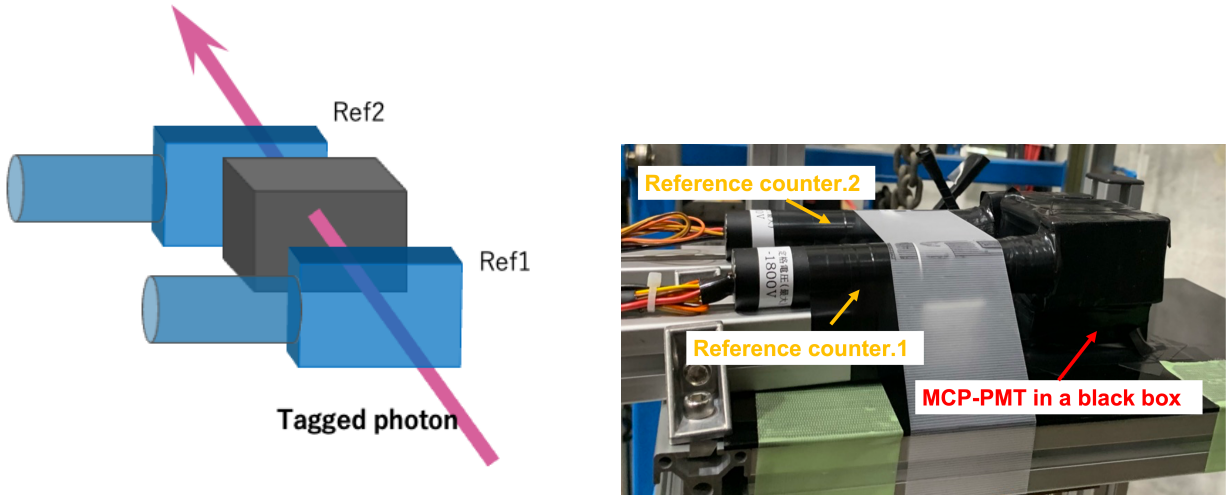 Ref2
Ref1
Tagged photon
Reference counter.2
-1800V
Reference counter.1
MCP-PMT in a black box